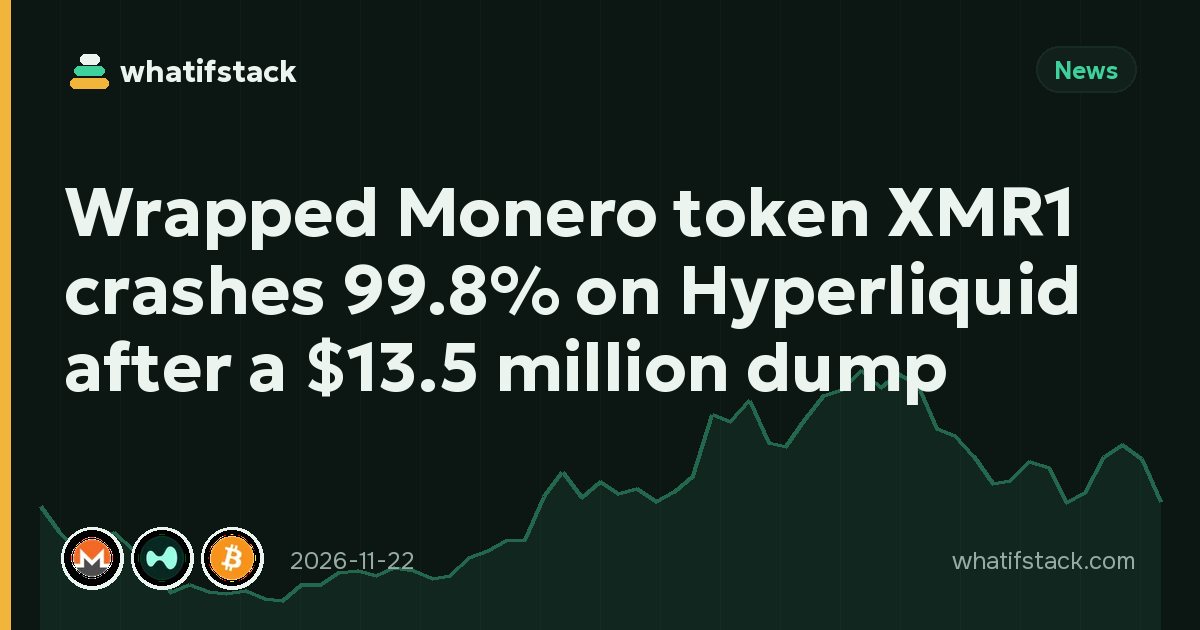 whatifstack
News
Wrapped Monero token XMR1
crashes 99.8% on Hyperliquid
after a $13.5 million dump
2026-11-22
whatifstack.com